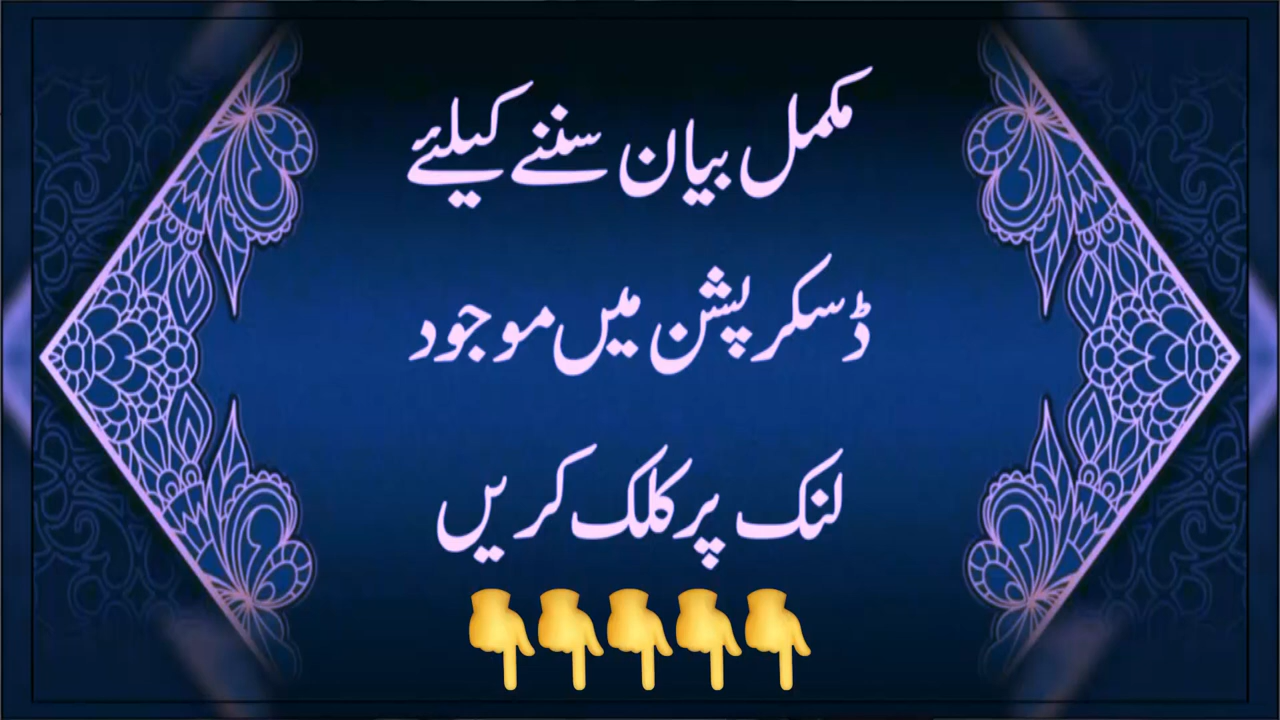 مکمل بیان سننے کیلئے
ڈسکرپشن میں موجود
لنک پر کلک کریں
👇👇👇👇👇